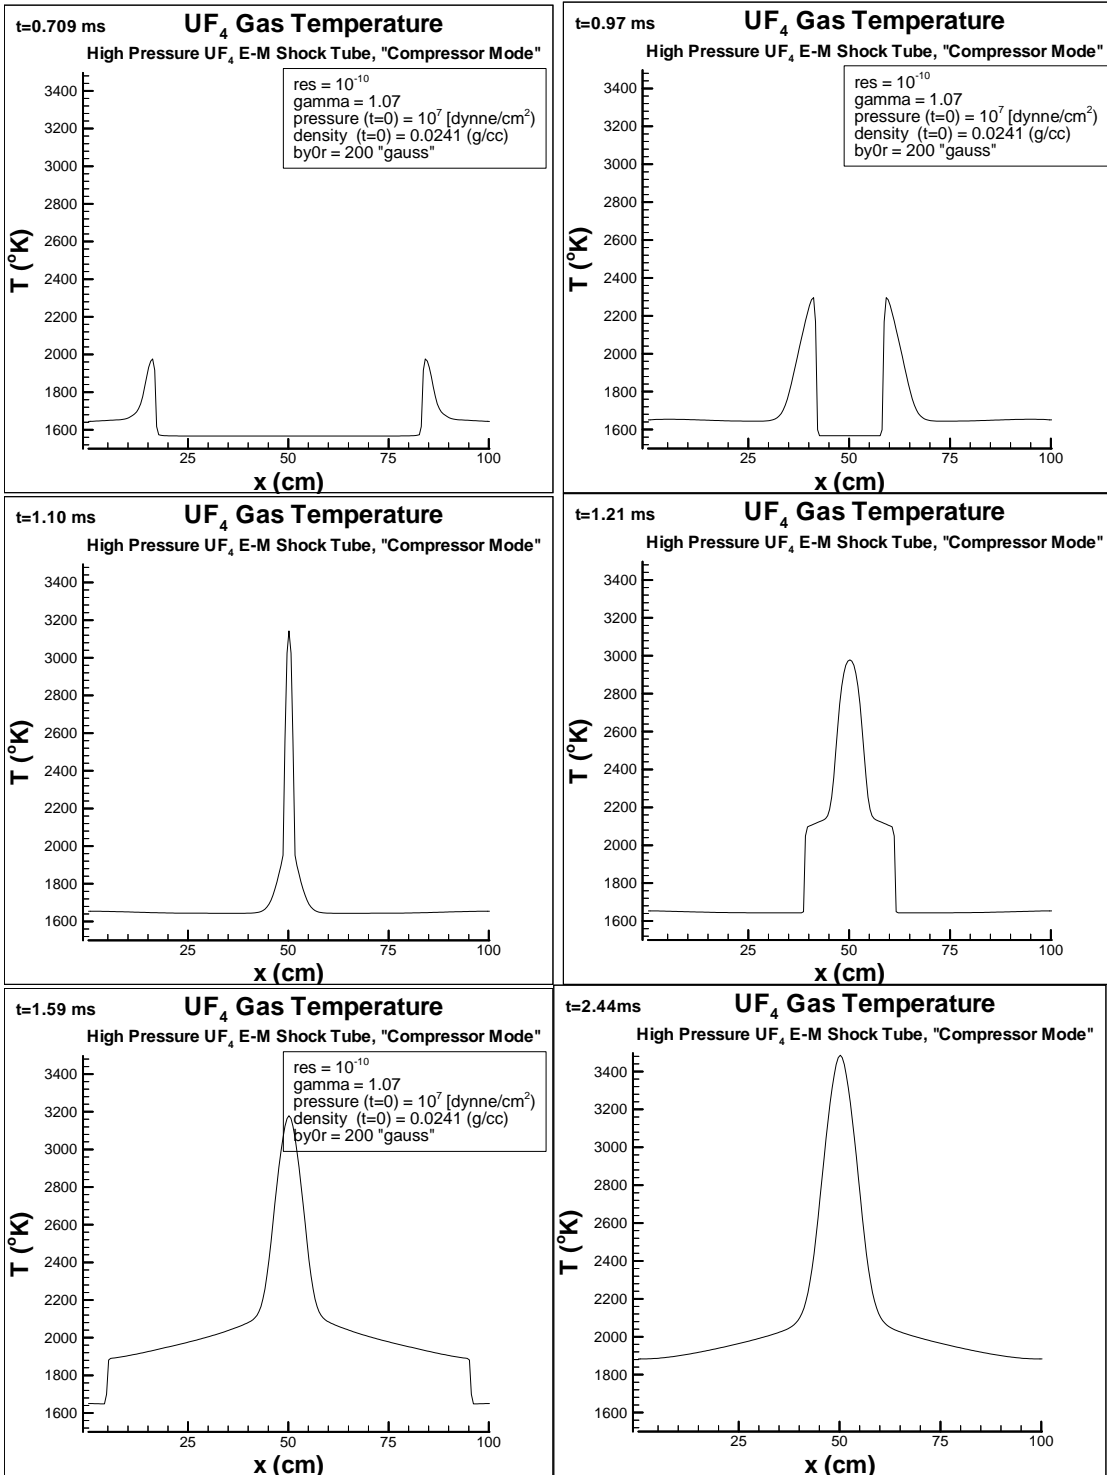 t=0.709 ms
UF₄ Gas Temperature
High Pressure UF₄ E-M Shock Tube, "Compressor Mode"
res = 10⁻¹⁰
gamma = 1.07
pressure (t=0) = 10⁷ [dynne/cm²]
density (t=0) = 0.0241 (g/cc)
by0r = 200 "gauss"
3400
3200
3000
2800
2600
2400
2200
2000
1800
1600
T (°K)
25 50 75 100
x (cm)
t=0.97 ms
UF₄ Gas Temperature
High Pressure UF₄ E-M Shock Tube, "Compressor Mode"
res = 10⁻¹⁰
gamma = 1.07
pressure (t=0) = 10⁷ [dynne/cm²]
density (t=0) = 0.0241 (g/cc)
by0r = 200 "gauss"
3400
3200
3000
2800
2600
2400
2200
2000
1800
1600
T (°K)
25 50 75 100
x (cm)
t=1.10 ms
UF₄ Gas Temperature
High Pressure UF₄ E-M Shock Tube, "Compressor Mode"
3400
3200
3000
2800
2600
2400
2200
2000
1800
1600
T (°K)
25 50 75 100
x (cm)
t=1.21 ms
UF₄ Gas Temperature
High Pressure UF₄ E-M Shock Tube, "Compressor Mode"
3400
3200
3000
2800
2600
2400
2200
2000
1800
1600
T (°K)
25 50 75 100
x (cm)
t=1.59 ms
UF₄ Gas Temperature
High Pressure UF₄ E-M Shock Tube, "Compressor Mode"
res = 10⁻¹⁰
gamma = 1.07
pressure (t=0) = 10⁷ [dynne/cm²]
density (t=0) = 0.0241 (g/cc)
by0r = 200 "gauss"
3400
3200
3000
2800
2600
2400
2200
2000
1800
1600
T (°K)
25 50 75 100
x (cm)
t=2.44ms
UF₄ Gas Temperature
High Pressure UF₄ E-M Shock Tube, "Compressor Mode"
3400
3200
3000
2800
2600
2400
2200
2000
1800
1600
T (°K)
25 50 75 100
x (cm)